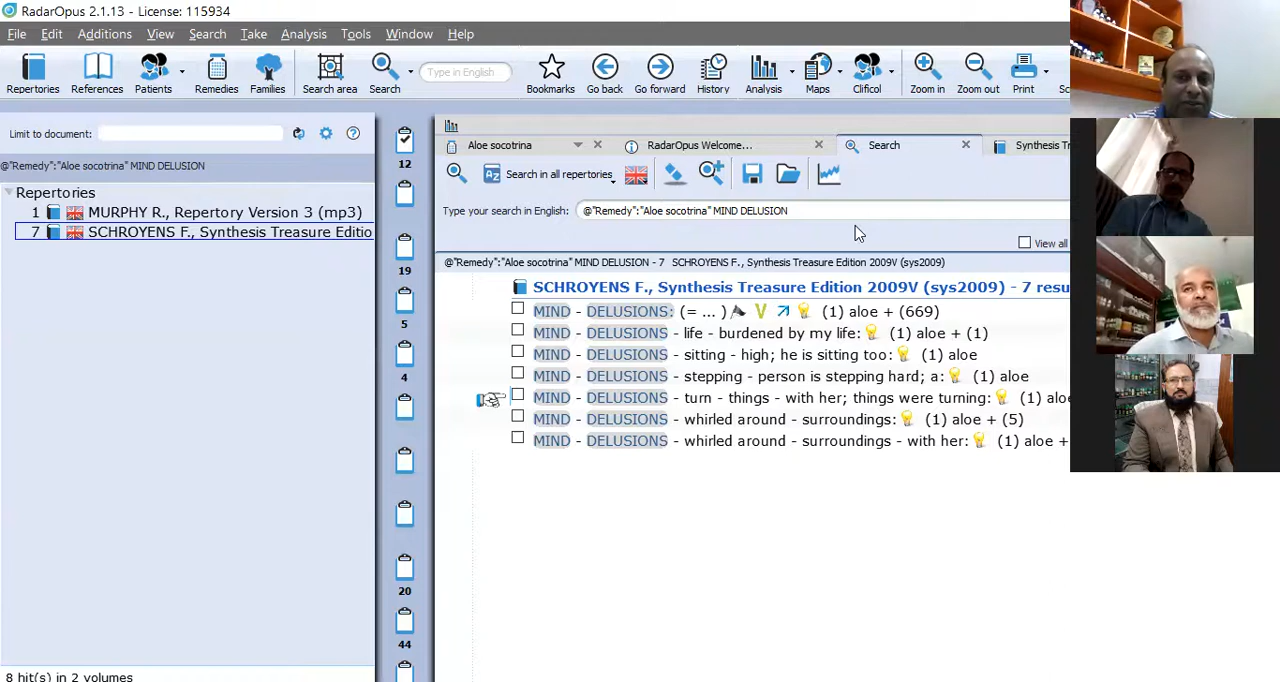 RadarOpus 2.1.13 - License: 115934
File Edit Additions View Search Take Analysis Tools Window Help
Type in English
Repertories References Patients Remedies Families Search area Search Bookmarks Go back Go forward History Analysis Maps Clificol Zoom in Zoom out Print
Limit to document:
@"Remedy":"Aloe socotrina" MIND DELUSION
Repertories
1 MURPHY R., Repertory Version 3 (mp3)
7 SCHROYENS F., Synthesis Treasure Editio
8 hit(s) in 2 volumes
12
19
5
4
20
44
Aloe socotrina RadarOpus Welcome... Search Synthesis Tr
Search in all repertories
Type your search in English: @"Remedy":"Aloe socotrina" MIND DELUSION
View all
@"Remedy":"Aloe socotrina" MIND DELUSION - 7 SCHROYENS F., Synthesis Treasure Edition 2009V (sys2009)
SCHROYENS F., Synthesis Treasure Edition 2009V (sys2009) - 7 resu
MIND - DELUSIONS: (= ... ) V (1) aloe + (669)
MIND - DELUSIONS - life - burdened by my life: (1) aloe + (1)
MIND - DELUSIONS - sitting - high; he is sitting too: (1) aloe
MIND - DELUSIONS - stepping - person is stepping hard; a: (1) aloe
MIND - DELUSIONS - turn - things - with her; things were turning: (1) aloe
MIND - DELUSIONS - whirled around - surroundings: (1) aloe + (5)
MIND - DELUSIONS - whirled around - surroundings - with her: (1) aloe +